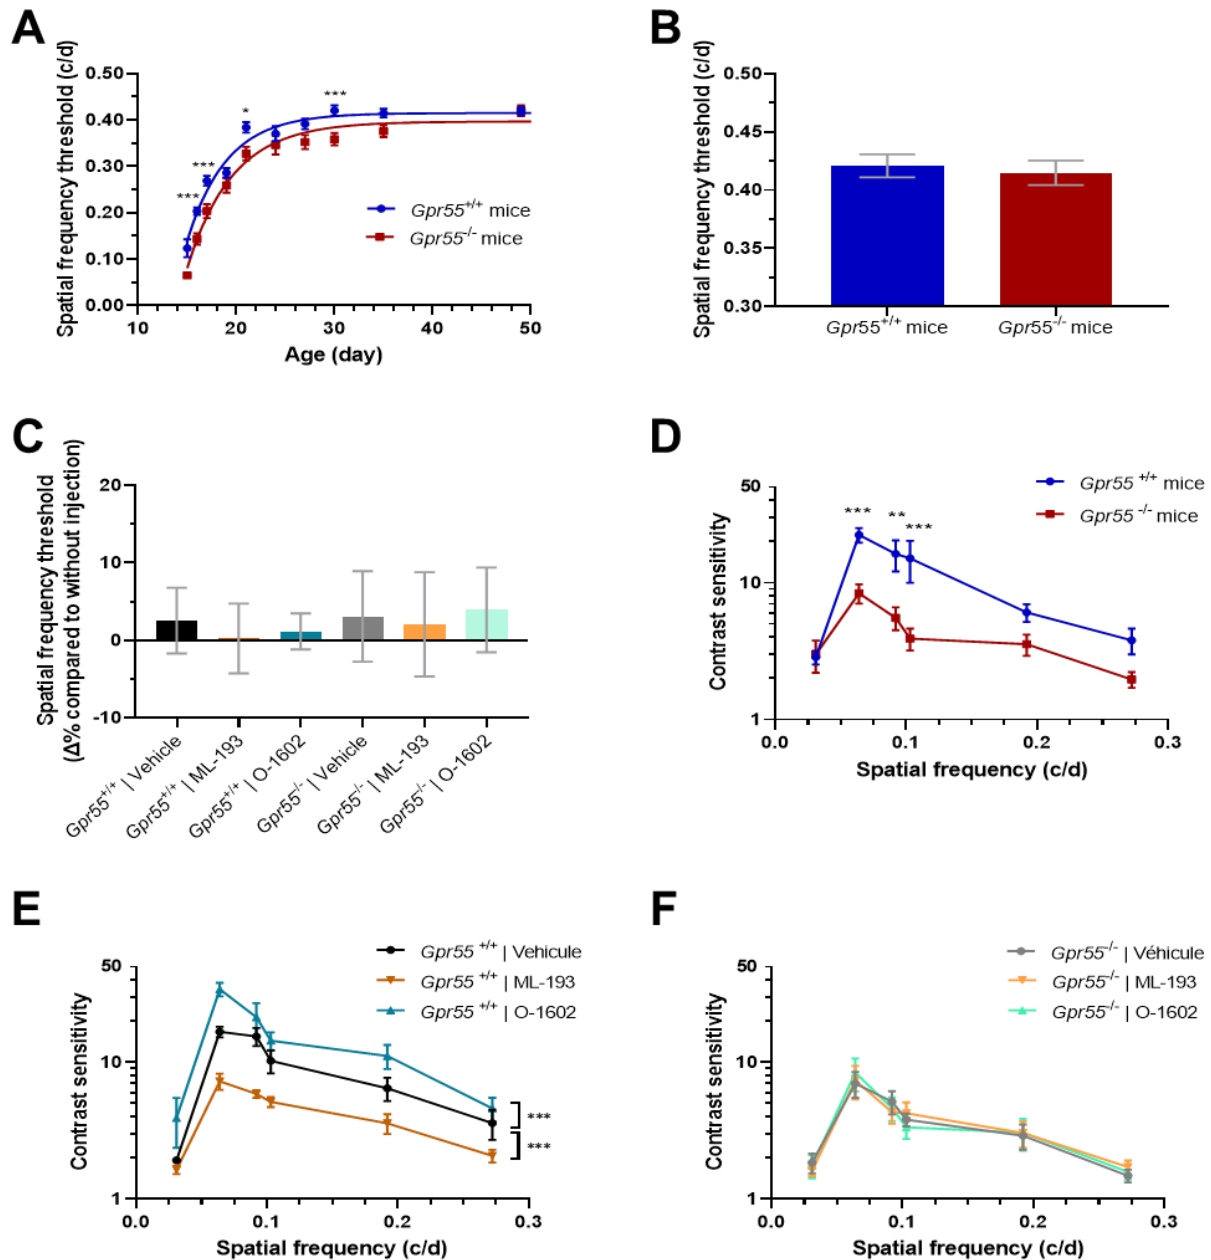 A
Spatial frequency threshold (c/d)
0.50
0.40
0.30
0.20
0.10
0.00
10
20
30
40
50
Age (day)
***
***
*
***
Gpr55+/+ mice
Gpr55-/- mice
B
Spatial frequency threshold (c/d)
0.50
0.45
0.40
0.35
0.30
Gpr55+/+ mice
Gpr55-/- mice
C
Spatial frequency threshold
(Δ% compared to without injection)
20
10
0
-10
Gpr55+/+ | Vehicle
Gpr55+/+ | ML-193
Gpr55+/+ | O-1602
Gpr55-/- | Vehicle
Gpr55-/- | ML-193
Gpr55-/- | O-1602
D
Contrast sensitivity
50
10
1
0.0
0.1
0.2
0.3
Spatial frequency (c/d)
***
**
***
Gpr55 +/+ mice
Gpr55 -/- mice
E
Contrast sensitivity
50
10
1
0.0
0.1
0.2
0.3
Spatial frequency (c/d)
Gpr55 +/+ | Vehicule
Gpr55 +/+ | ML-193
Gpr55 +/+ | O-1602
***
***
F
Contrast sensitivity
50
10
1
0.0
0.1
0.2
0.3
Spatial frequency (c/d)
Gpr55-/- | Véhicule
Gpr55-/- | ML-193
Gpr55-/- | O-1602